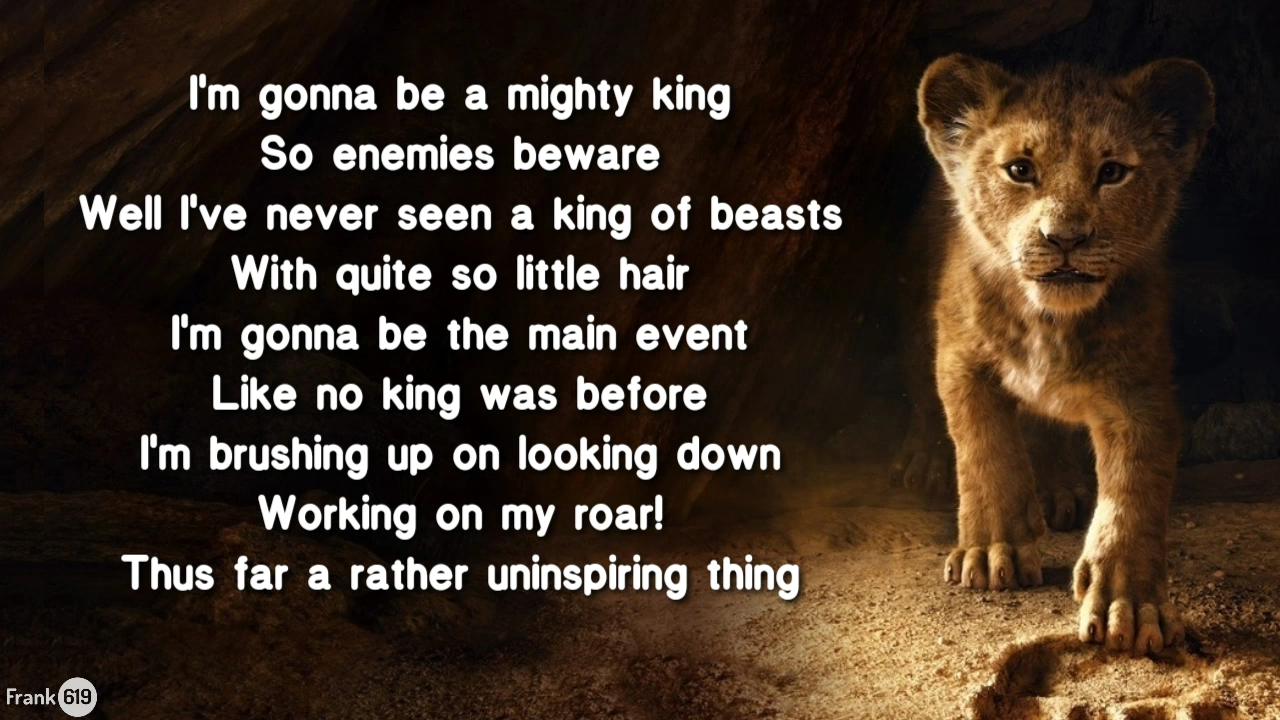 I'm gonna be a mighty king
So enemies beware
Well I've never seen a king of beasts
With quite so little hair
I'm gonna be the main event
Like no king was before
I'm brushing up on looking down
Working on my roar!
Thus far a rather uninspiring thing
Frank 619